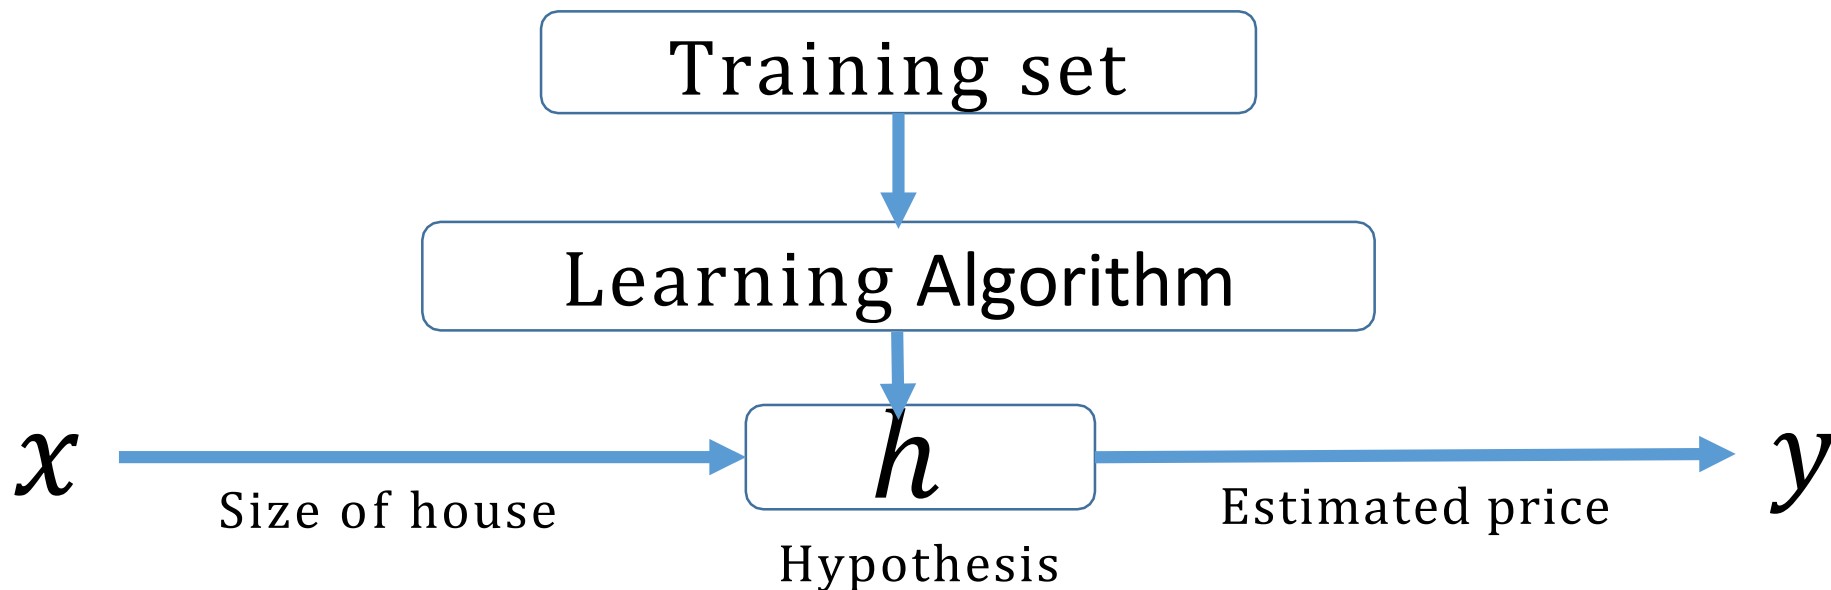 Training set
Learning Algorithm
x
h
y
Size of house
Estimated price
Hypothesis